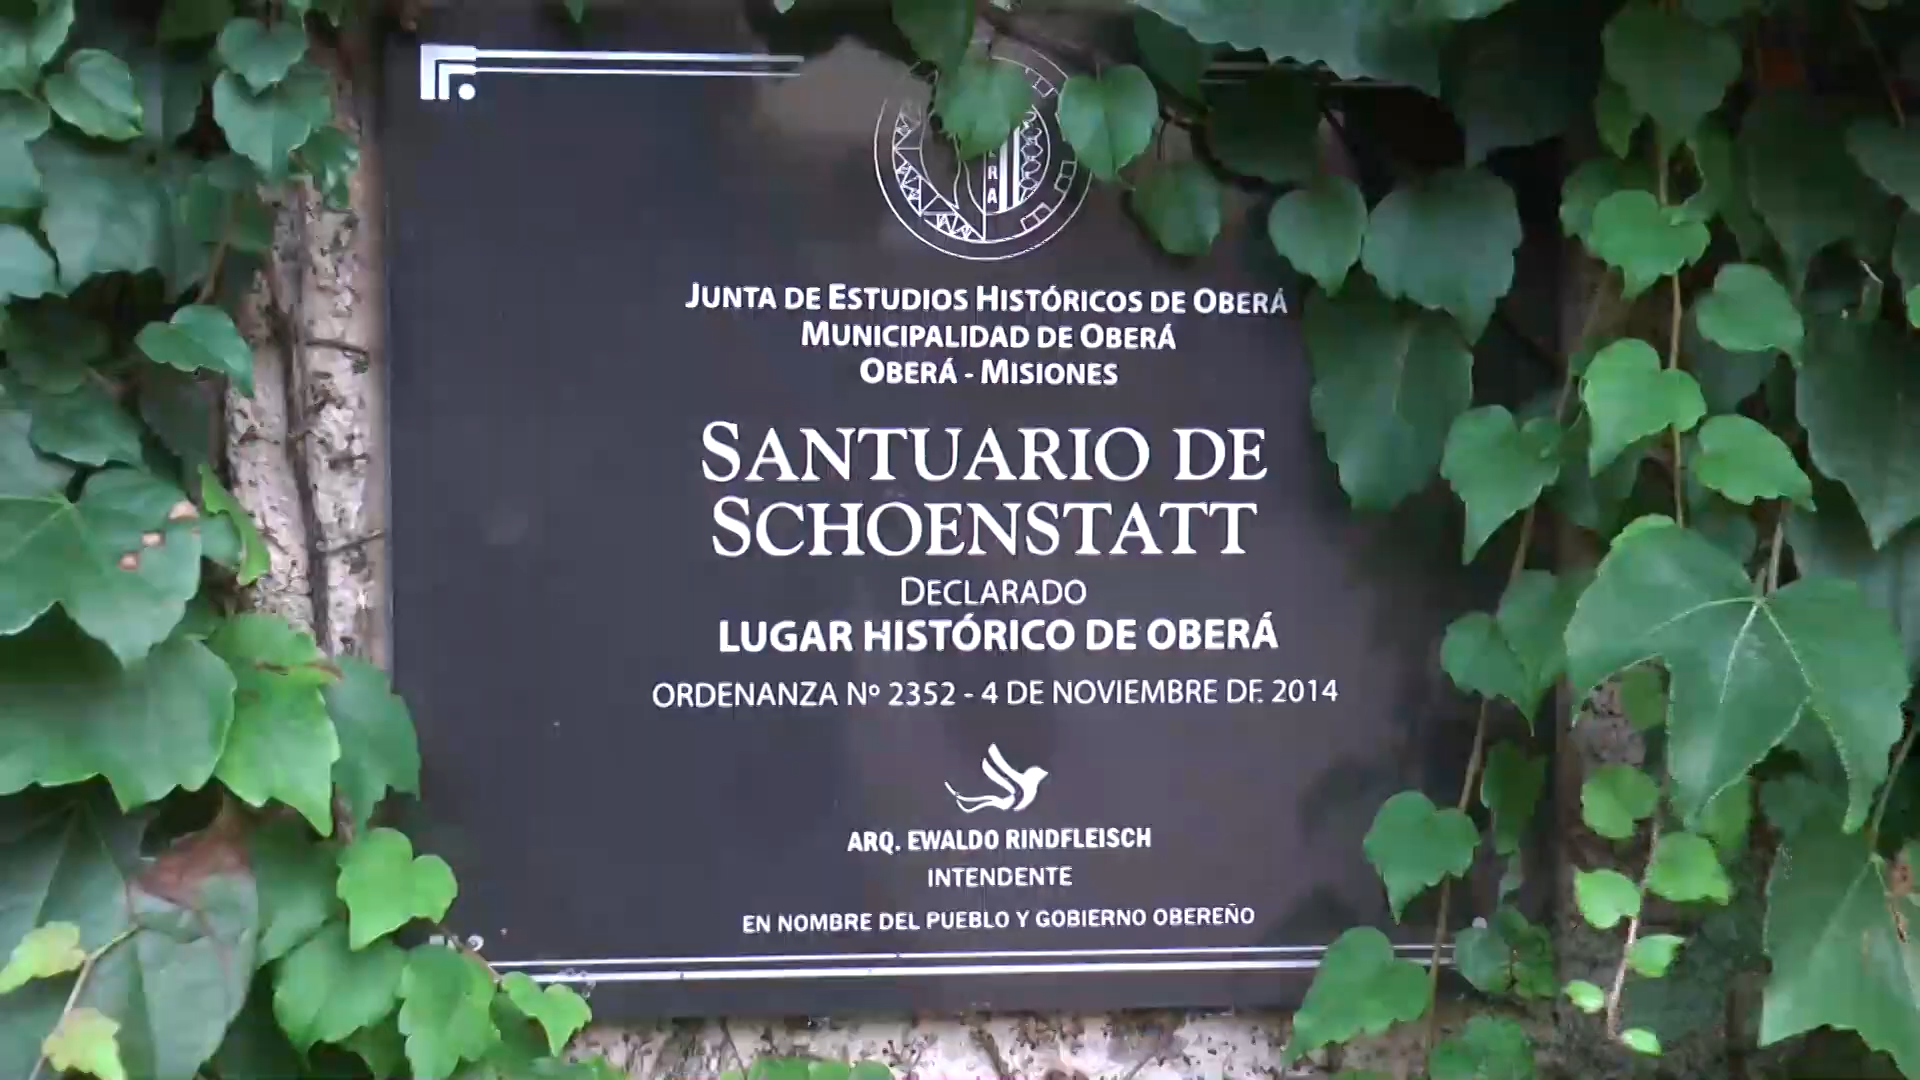 JUNTA DE ESTUDIOS HISTÓRICOS DE OBERÁ
MUNICIPALIDAD DE OBERÁ
OBERÁ - MISIONES
SANTUARIO DE
SCHOENSTATT
DECLARADO
LUGAR HISTÓRICO DE OBERÁ
ORDENANZA Nº 2352 - 4 DE NOVIEMBRE DE 2014
ARQ. EWALDO RINDFLEISCH
INTENDENTE
EN NOMBRE DEL PUEBLO Y GOBIERNO OBEREÑO